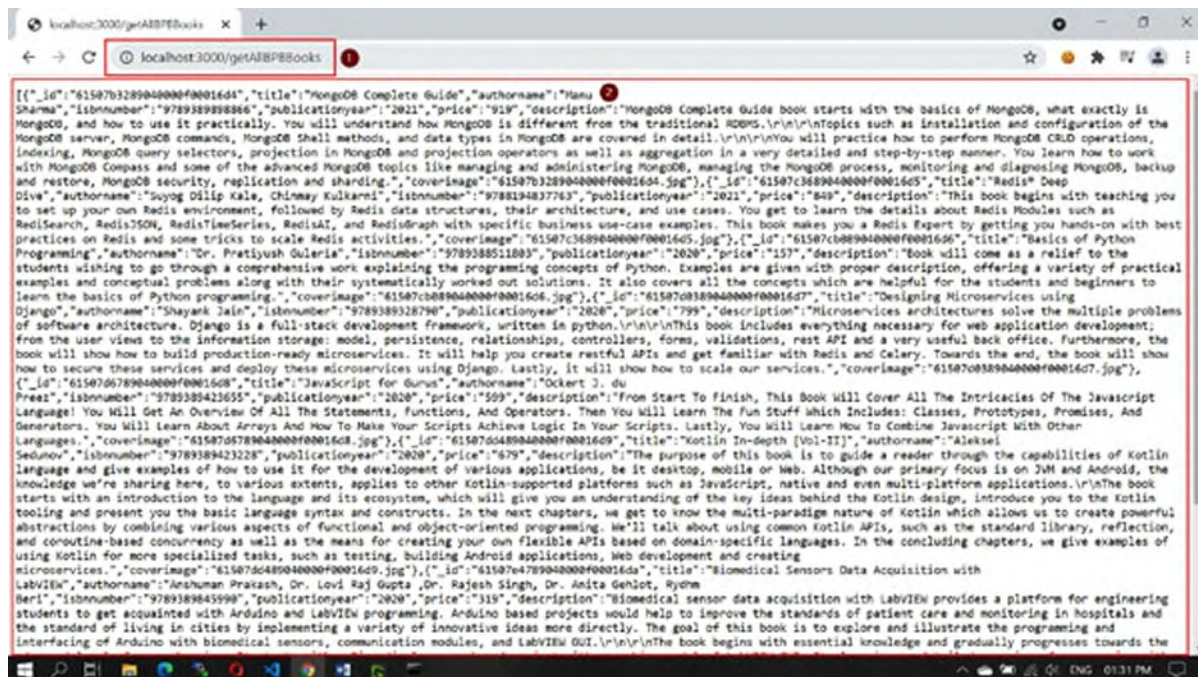 localhost:3000/getAllBPBBooks
localhost:3000/getAllBPBBooks 1
[{"_id":"61507b3289040000f00016d4","title":"MongoDB Complete Guide","authorname":"Manu 2
Sharma","isbnnumber":"9789389898866","publicationyear":"2021","price":"919","description":"MongoDB Complete Guide book starts with the basics of MongoDB, what exactly is
MongoDB, and how to use it practically. You will understand how MongoDB is different from the traditional RDBMS.\r\n\r\nTopics such as installation and configuration of the
MongoDB server, MongoDB commands, MongoDB Shell methods, and data types in MongoDB are covered in detail.\r\n\r\nYou will practice how to perform MongoDB CRUD operations,
indexing, MongoDB query selectors, projection in MongoDB and projection operators as well as aggregation in a very detailed and step-by-step manner. You learn how to work
with MongoDB Compass and some of the advanced MongoDB topics like managing and administering MongoDB, managing the MongoDB process, monitoring and diagnosing MongoDB, backup
and restore, MongoDB security, replication and sharding.","coverimage":"61507b3289040000f00016d4.jpg"},{"_id":"61507c3689040000f00016d5","title":"Redis® Deep
Dive","authorname":"Suyog Dilip Kale, Chinmay Kulkarni","isbnnumber":"9788194837763","publicationyear":"2021","price":"849","description":"This book begins with teaching you
to set up your own Redis environment, followed by Redis data structures, their architecture, and use cases. You get to learn the details about Redis Modules such as
RediSearch, RedisJSON, RedisTimeSeries, RedisAI, and RedisGraph with specific business use-case examples. This book makes you a Redis Expert by getting you hands-on with best
practices on Redis and some tricks to scale Redis activities.","coverimage":"61507c3689040000f00016d5.jpg"},{"_id":"61507cb089040000f00016d6","title":"Basics of Python
Programming","authorname":"Dr. Pratiyush Guleria","isbnnumber":"9789388511803","publicationyear":"2020","price":"157","description":"Book will come as a relief to the
students wishing to go through a comprehensive work explaining the programming concepts of Python. Examples are given with proper description, offering a variety of practical
examples and conceptual problems along with their systematically worked out solutions. It also covers all the concepts which are helpful for the students and beginners to
learn the basics of Python programming.","coverimage":"61507cb089040000f00016d6.jpg"},{"_id":"61507d0389040000f00016d7","title":"Designing Microservices using
Django","authorname":"Shayank Jain","isbnnumber":"9789389328790","publicationyear":"2020","price":"799","description":"Microservices architectures solve the multiple problems
of software architecture. Django is a full-stack development framework, written in python.\r\n\r\nThis book includes everything necessary for web application development;
from the user views to the information storage: model, persistence, relationships, controllers, forms, validations, rest API and a very useful back office. Furthermore, the
book will show how to build production-ready microservices. It will help you create restful APIs and get familiar with Redis and Celery. Towards the end, the book will show
how to secure these services and deploy these microservices using Django. Lastly, it will show how to scale our services.","coverimage":"61507d0389040000f00016d7.jpg"},
{"_id":"61507d6789040000f00016d8","title":"JavaScript for Gurus","authorname":"Ockert J. du
Preez","isbnnumber":"9789389423655","publicationyear":"2020","price":"599","description":"From Start To Finish, This Book Will Cover All The Intricacies Of The Javascript
Language! You Will Get An Overview Of All The Statements, Functions, And Operators. Then You Will Learn The Fun Stuff Which Includes: Classes, Prototypes, Promises, And
Generators. You Will Learn About Arrays And How To Make Your Scripts Achieve Logic In Your Scripts. Lastly, You Will Learn How To Combine Javascript With Other
Languages.","coverimage":"61507d6789040000f00016d8.jpg"},{"_id":"61507dd489040000f00016d9","title":"Kotlin In-depth [Vol-II]","authorname":"Aleksei
Sedunov","isbnnumber":"9789389423228","publicationyear":"2020","price":"679","description":"The purpose of this book is to guide a reader through the capabilities of Kotlin
language and give examples of how to use it for the development of various applications, be it desktop, mobile or Web. Although our primary focus is on JVM and Android, the
knowledge we're sharing here, to various extents, applies to other Kotlin-supported platforms such as JavaScript, native and even multi-platform applications.\r\nThe book
starts with an introduction to the language and its ecosystem, which will give you an understanding of the key ideas behind the Kotlin design, introduce you to the Kotlin
tooling and present you the basic language syntax and constructs. In the next chapters, we get to know the multi-paradigm nature of Kotlin which allows us to create powerful
abstractions by combining various aspects of functional and object-oriented programming. We'll talk about using common Kotlin APIs, such as the standard library, reflection,
and coroutine-based concurrency as well as the means for creating your own flexible APIs based on domain-specific languages. In the concluding chapters, we give examples of
using Kotlin for more specialized tasks, such as testing, building Android applications, Web development and creating
microservices.","coverimage":"61507dd489040000f00016d9.jpg"},{"_id":"61507e4789040000f00016da","title":"Biomedical Sensors Data Acquisition with
LabVIEW","authorname":"Anshuman Prakash, Dr. Lovi Raj Gupta ,Dr. Rajesh Singh, Dr. Anita Gehlot, Rydhm
Beri","isbnnumber":"9789389845990","publicationyear":"2020","price":"319","description":"Biomedical sensor data acquisition with LabVIEW provides a platform for engineering
students to get acquainted with Arduino and LabVIEW programming. Arduino based projects would help to improve the standards of patient care and monitoring in hospitals and
the standard of living in cities by implementing a variety of innovative ideas more directly. The goal of this book is to explore and illustrate the programming and
interfacing of Arduino with biomedical sensors, communication modules, and LabVIEW GUI.\r\n\r\nThe book begins with essential knowledge and gradually progresses towards the
ENG 01:31 PM